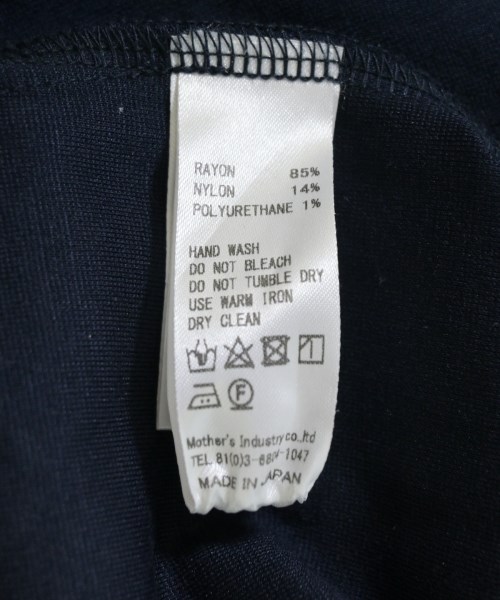 RAYON 85%
NYLON 14%
POLYURETHANE 1%
HAND WASH
DO NOT BLEACH
DO NOT TUMBLE DRY
USE WARM IRON
DRY CLEAN
F
Mother's Industry co.,ltd
TEL 81(0)3-6804-1047
MADE IN JAPAN